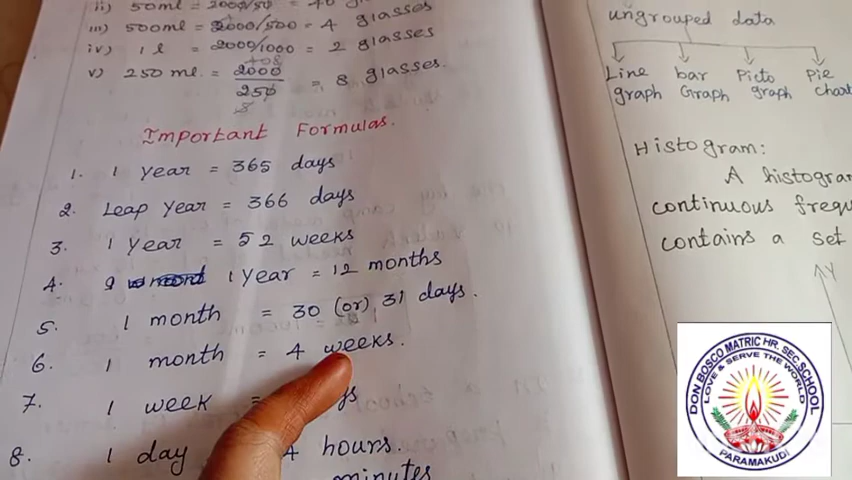 ii) 50ml = 2000/50 = 40
iii) 500ml = 2000/500 = 4 glasses
iv) 1 l = 2000/1000 = 2 glasses
v) 250 ml. = 2000/250 = 8 glasses.
Important Formulas.
1. 1 year = 365 days
2. Leap year = 366 days
3. 1 year = 52 weeks
4. 1 year = 12 months
5. 1 month = 30 (or) 31 days.
6. 1 month = 4 weeks.
7. 1 week =
8. 1 day 4 hours.
minutes
ungrouped data
Line graph
bar Graph
Picto graph
Pie chart
Histogram:
A histogra
continuous frequ
contains a set
Y
DON BOSCO MATRIC HR. SEC SCHOOL
LOVE & SERVE THE WORLD
PARAMAKUDI